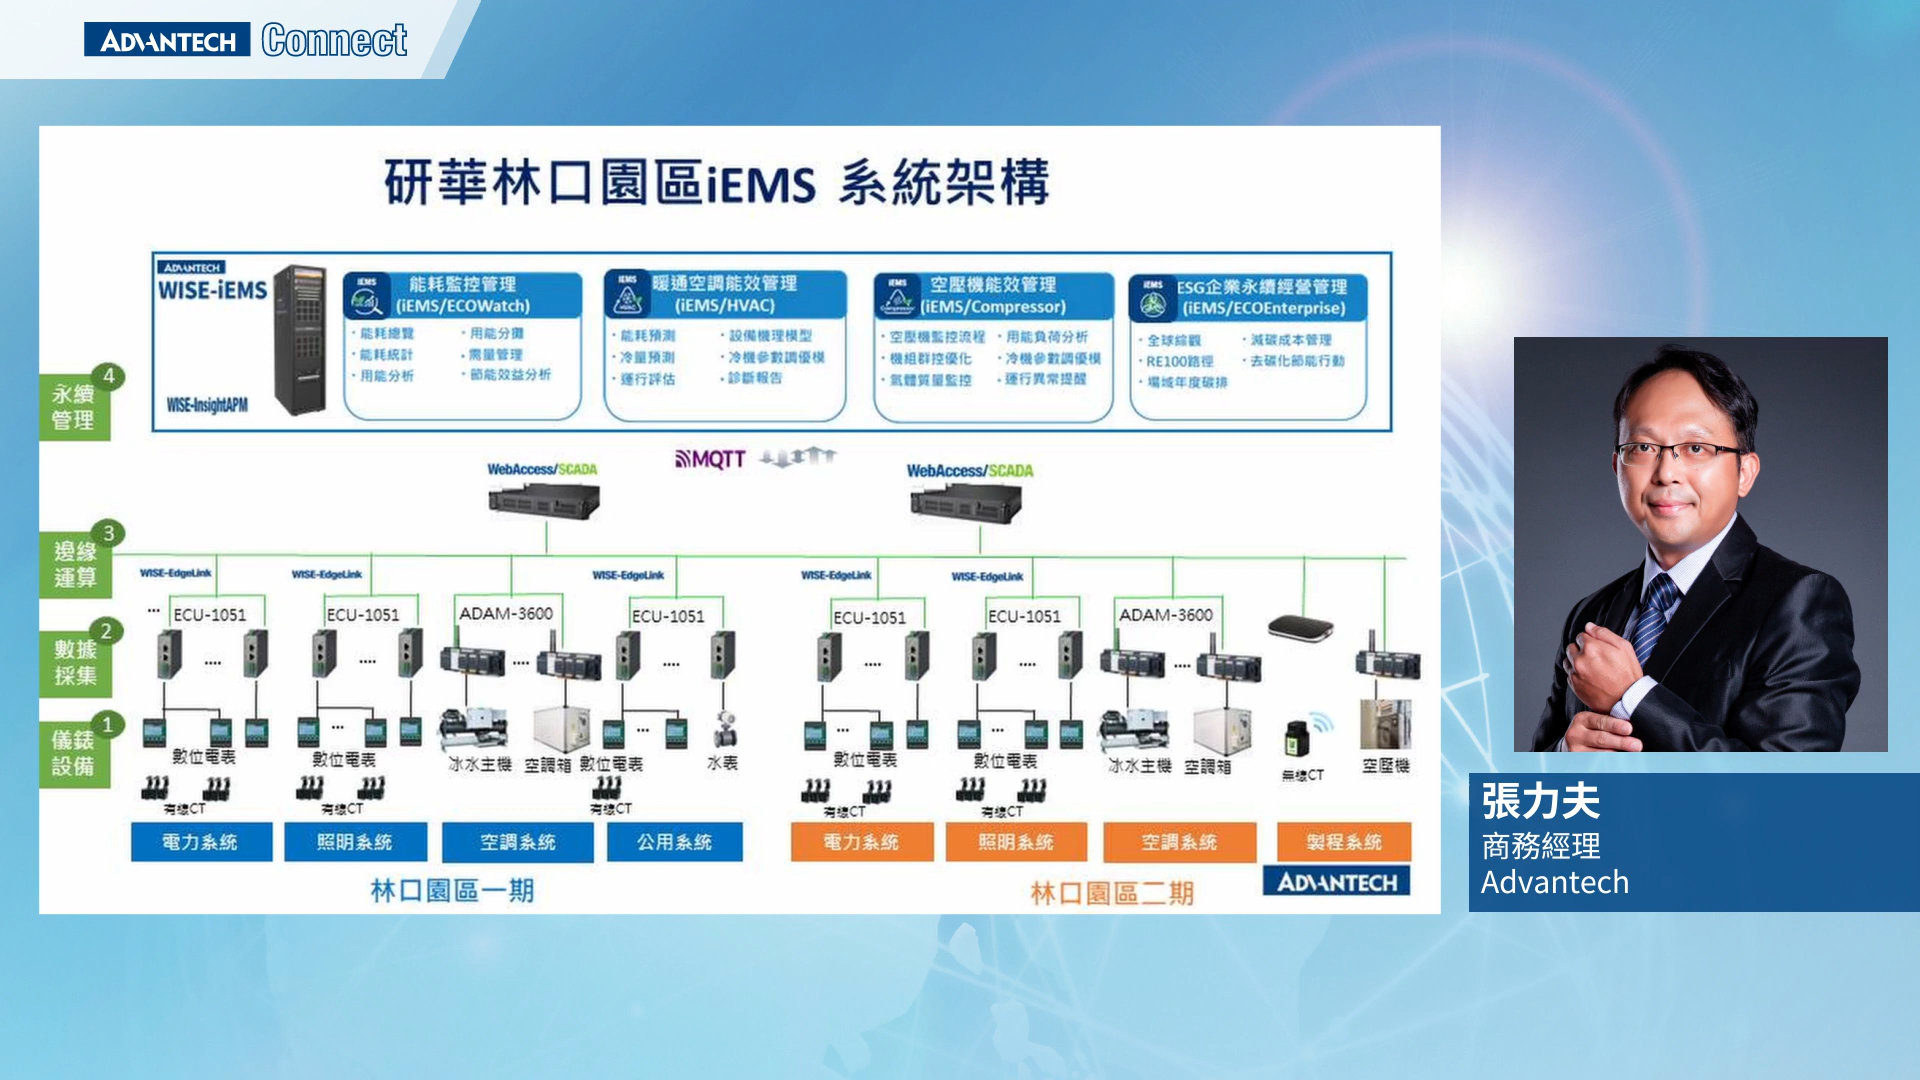 ADVANTECH Connect
研華林口園區iEMS 系統架構
ADVANTECH
WISE-iEMS
WISE-InsightAPM
iEMS
能耗監控管理
(iEMS/ECOWatch)
・能耗總覽 ・用能分攤
・能耗統計 ・需量管理
・用能分析 ・節能效益分析
iEMS
HVAC
暖通空調能效管理
(iEMS/HVAC)
・能耗預測 ・設備機理模型
・冷量預測 ・冷機參數調優模
・運行評估 ・診斷報告
iEMS
Compressor
空壓機能效管理
(iEMS/Compressor)
・空壓機監控流程 ・用能負荷分析
・機組群控優化 ・冷機參數調優模
・氣體質量監控 ・運行異常提醒
iEMS
ESG企業永續經營管理
(iEMS/ECOEnterprise)
・全球綜觀 ・減碳成本管理
・RE100路徑 ・去碳化節能行動
・場域年度碳排
4
永續
管理
WebAccess/SCADA
MQTT
WebAccess/SCADA
3
邊緣
運算
WISE-EdgeLink
WISE-EdgeLink
WISE-EdgeLink
WISE-EdgeLink
WISE-EdgeLink
...
ECU-1051
ECU-1051
ADAM-3600
ECU-1051
ECU-1051
ECU-1051
ADAM-3600
2
數據
採集
1
儀錶
設備
數位電表
數位電表
冰水主機
空調箱
數位電表
水表
數位電表
數位電表
冰水主機
空調箱
無線CT
空壓機
有線CT
有線CT
有線CT
有線CT
有線CT
電力系統
照明系統
空調系統
公用系統
電力系統
照明系統
空調系統
製程系統
林口園區一期
林口園區二期
ADVANTECH
張力夫
商務經理
Advantech